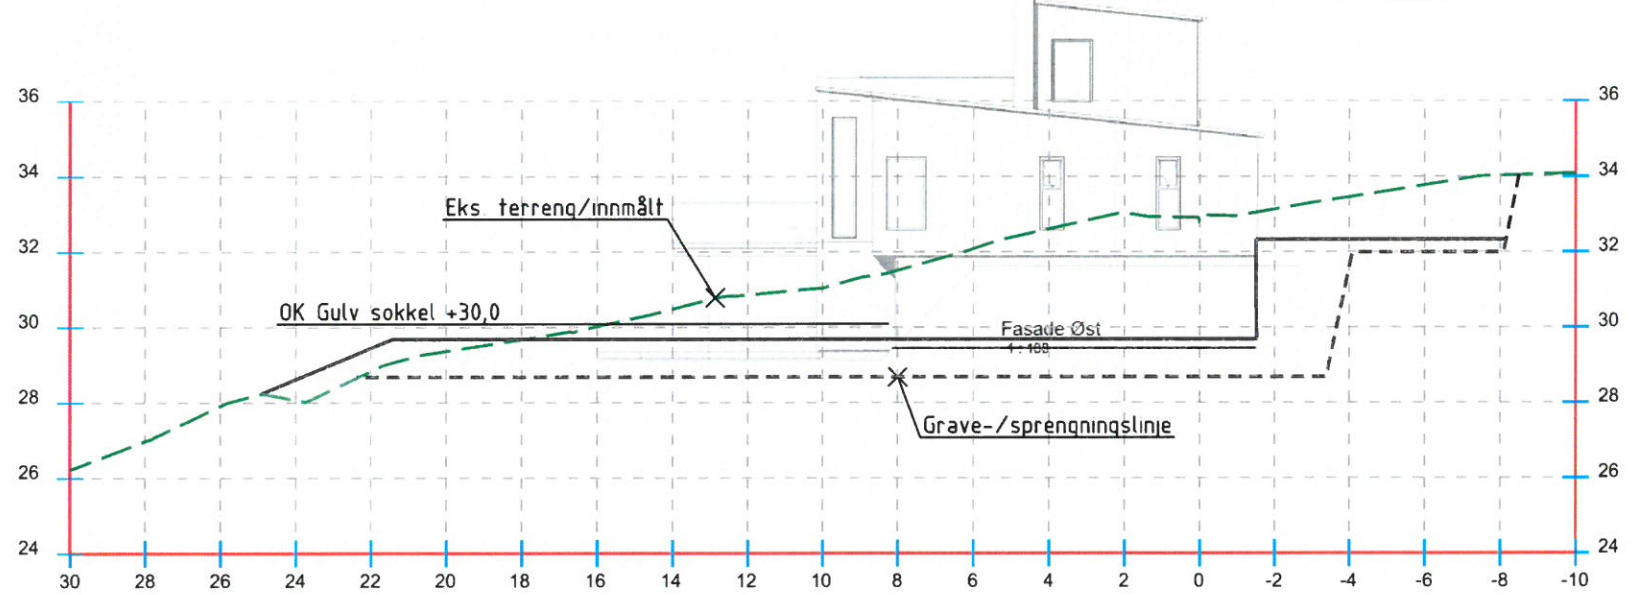 36 36
34 34
Eks. terreng/innmålt
32 32
OK Gulv sokkel +30,0
30 30
Fasade Øst
1 : 100
28 28
Grave-/sprengningslinje
26 26
24 24
30 28 26 24 22 20 18 16 14 12 10 8 6 4 2 0 -2 -4 -6 -8 -10